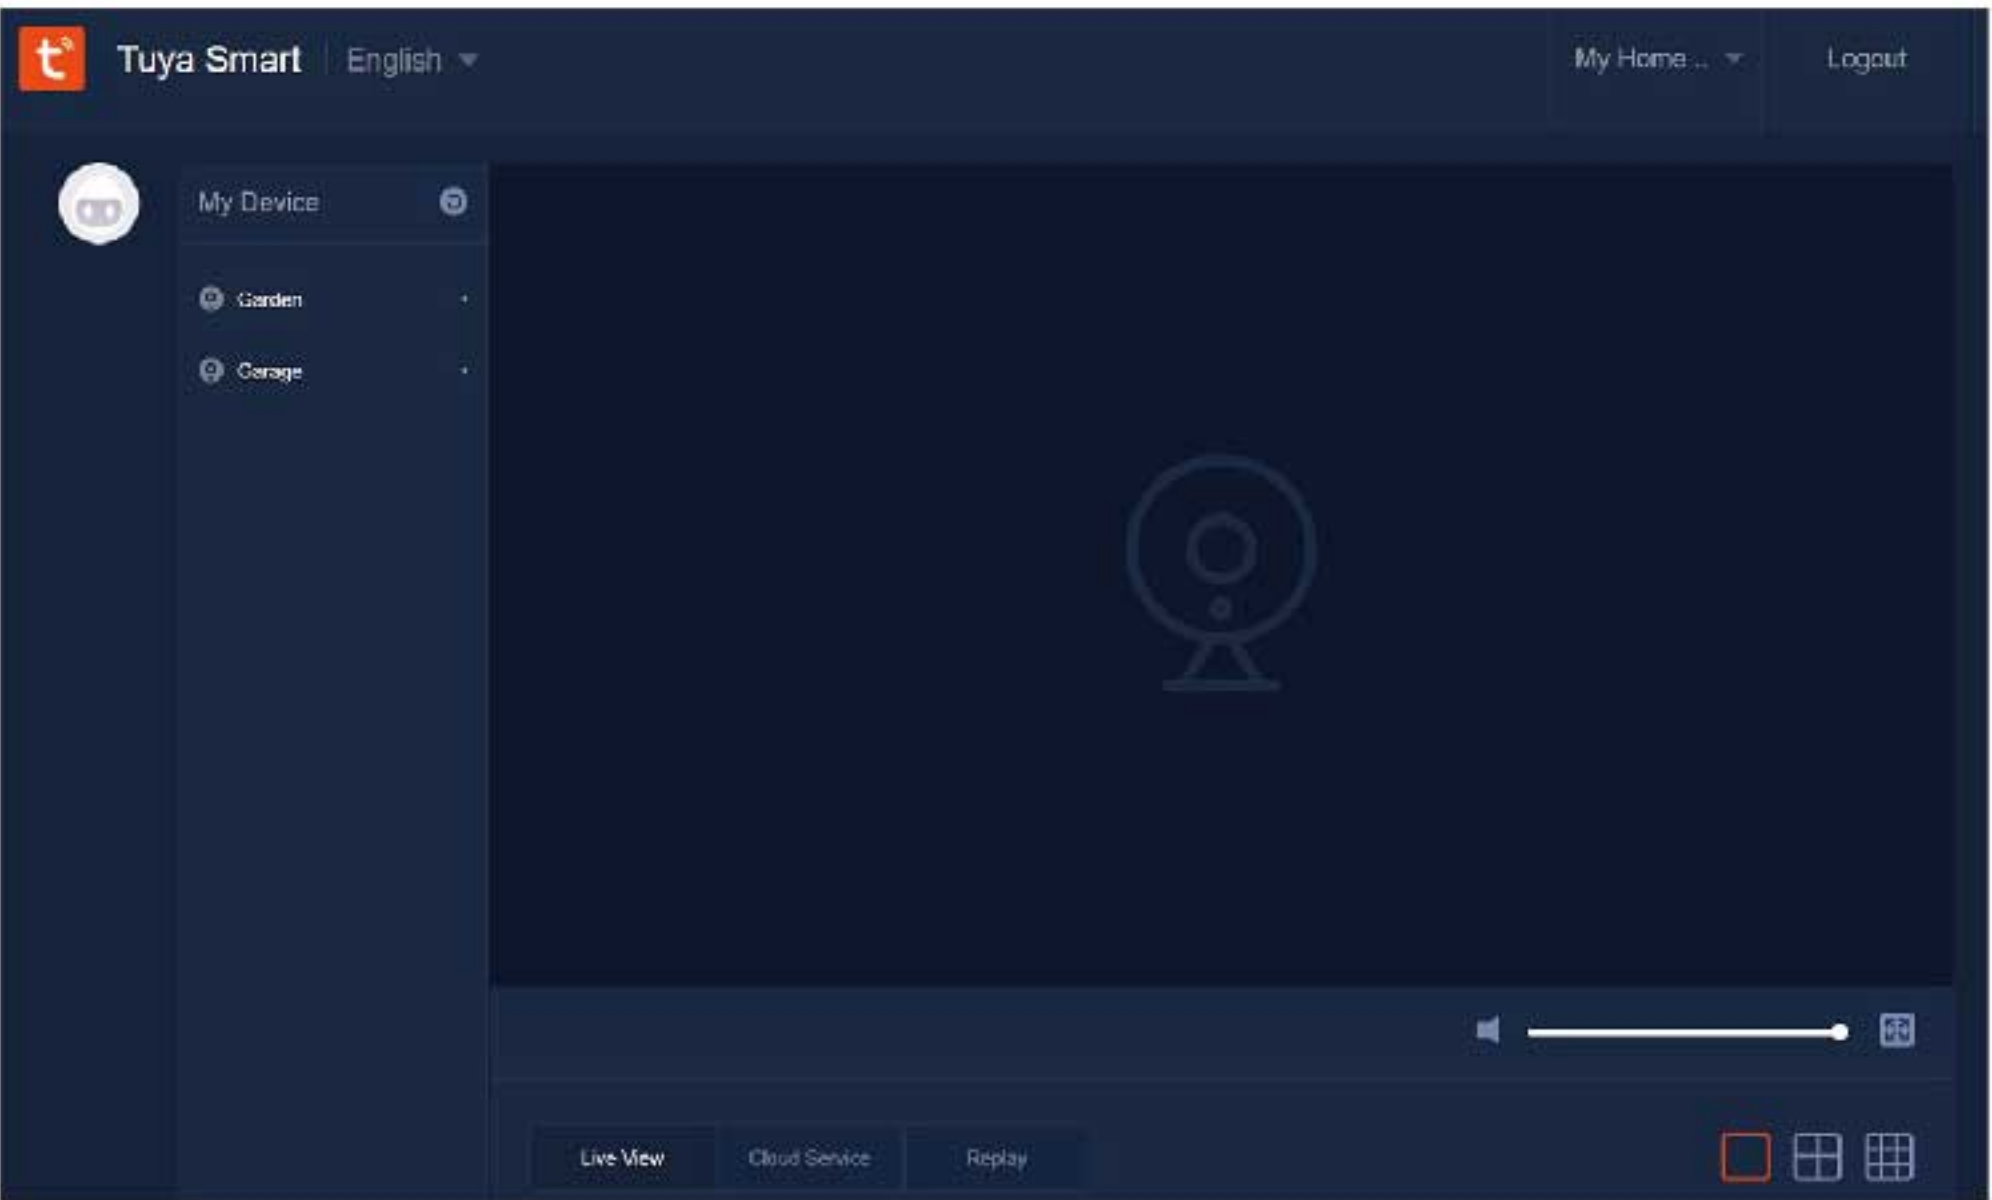 Tuya Smart English My Home .. Logout
My Device
Garden
Garage
Live View Cloud Service Replay